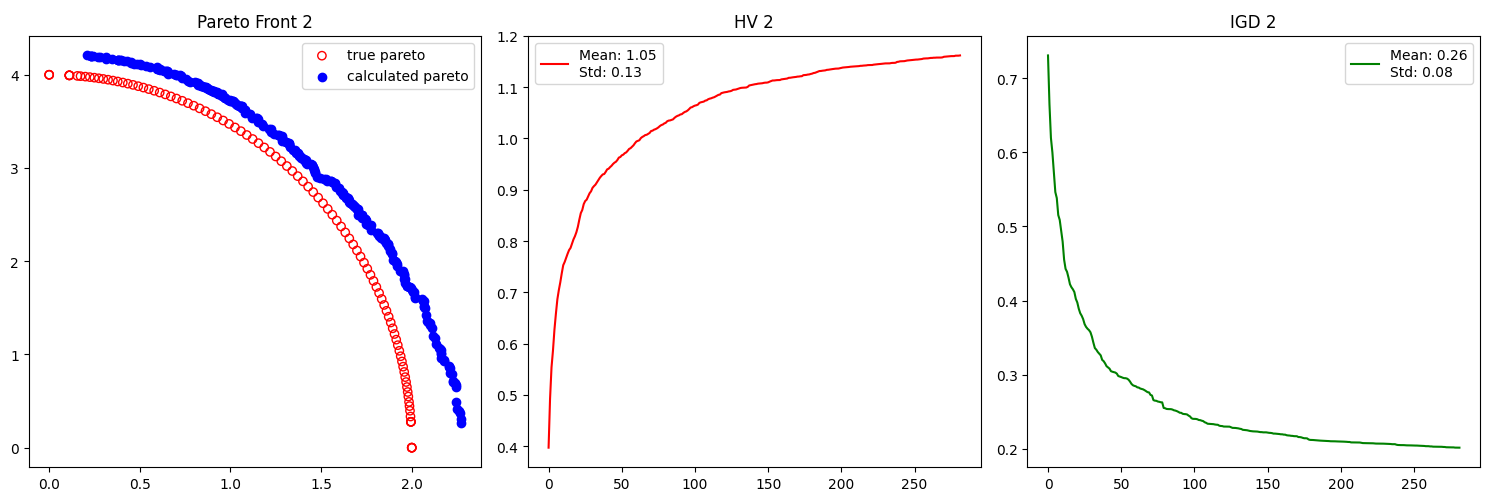 Pareto Front 2
true pareto
calculated pareto
4
3
2
1
0
0.0 0.5 1.0 1.5 2.0
HV 2
Mean: 1.05
Std: 0.13
1.2
1.1
1.0
0.9
0.8
0.7
0.6
0.5
0.4
0 50 100 150 200 250
IGD 2
Mean: 0.26
Std: 0.08
0.7
0.6
0.5
0.4
0.3
0.2
0 50 100 150 200 250